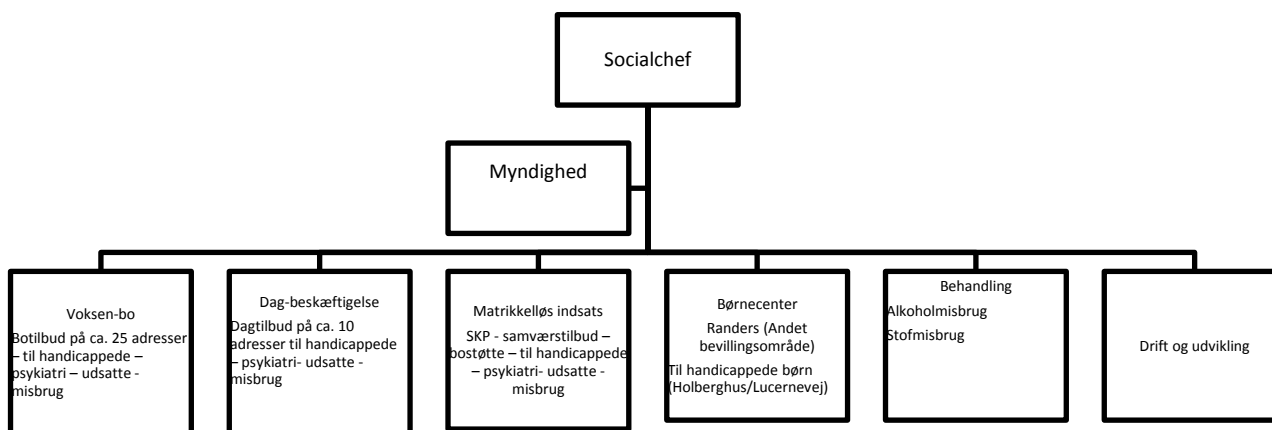 Socialchef
Myndighed
Voksen-bo
Botilbud på ca. 25 adresser
– til handicappede –
psykiatri – udsatte -
misbrug
Dag-beskæftigelse
Dagtilbud på ca. 10
adresser til handicappede
– psykiatri- udsatte -
misbrug
Matrikkelløs indsats
SKP - samværstilbud –
bostøtte – til handicappede
– psykiatri- udsatte -
misbrug
Børnecenter
Randers (Andet
bevillingsområde)
Til handicappede børn
(Holberghus/Lucernevej)
Behandling
Alkoholmisbrug
Stofmisbrug
Drift og udvikling